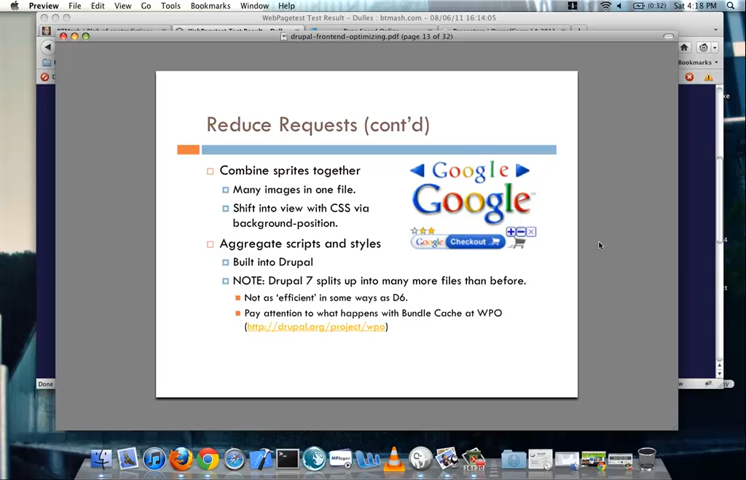 Preview File Edit View Go Tools Bookmarks Window Help
(0:32) Sat 4:18 PM
WebPagetest Test Result – Dulles : btmash.com – 08/06/11 16:14:05
drupal-frontend-optimizing.pdf (page 13 of 32)
Bookmarks
Reduce Requests (cont'd)
Combine sprites together
Many images in one file.
Shift into view with CSS via
background-position.
Aggregate scripts and styles
Built into Drupal
NOTE: Drupal 7 splits up into many more files than before.
Not as 'efficient' in some ways as D6.
Pay attention to what happens with Bundle Cache at WPO
(http://drupal.org/project/wpo)
Google
Google
Google Checkout
Done